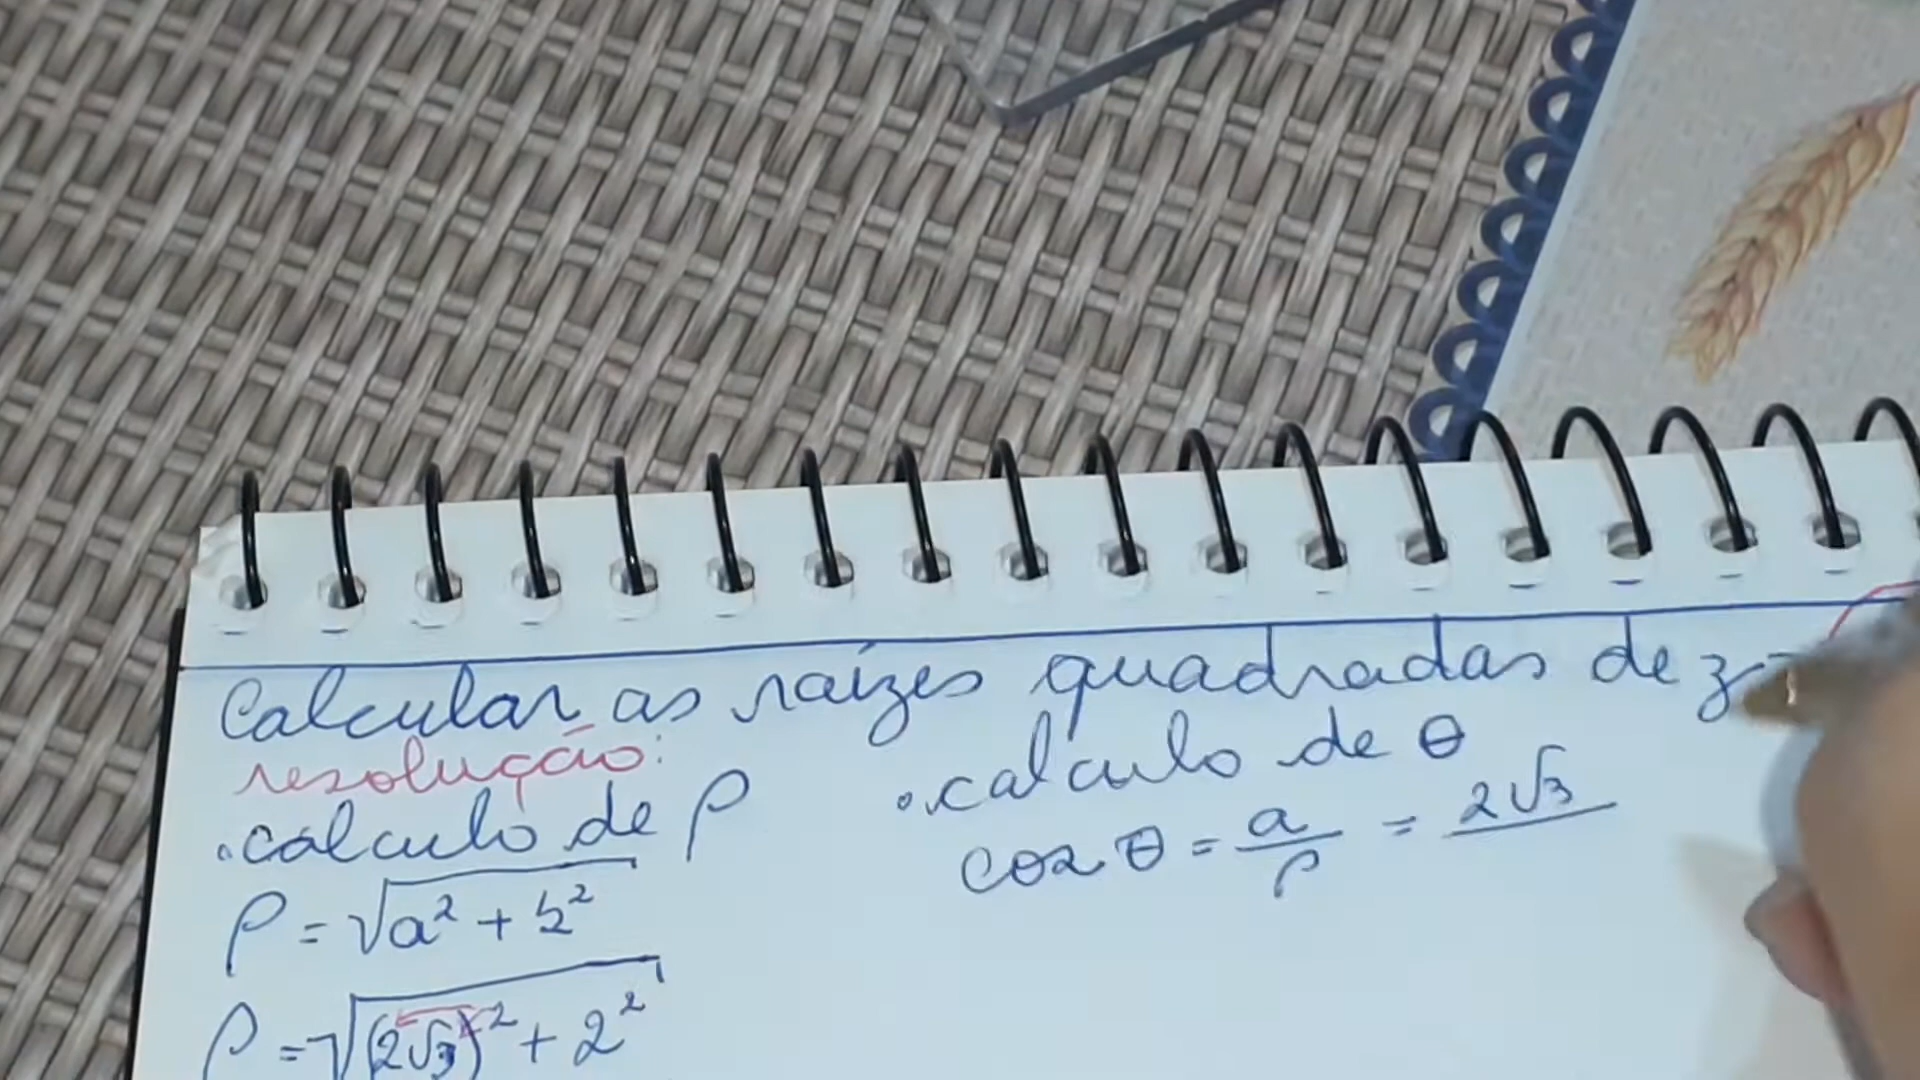 Calcular as raízes quadradas de z =
resolução:
• calculo de ρ
ρ = √a² + b²
ρ = √(2√3)² + 2²
• calculo de θ
cos θ = a/ρ = 2√3